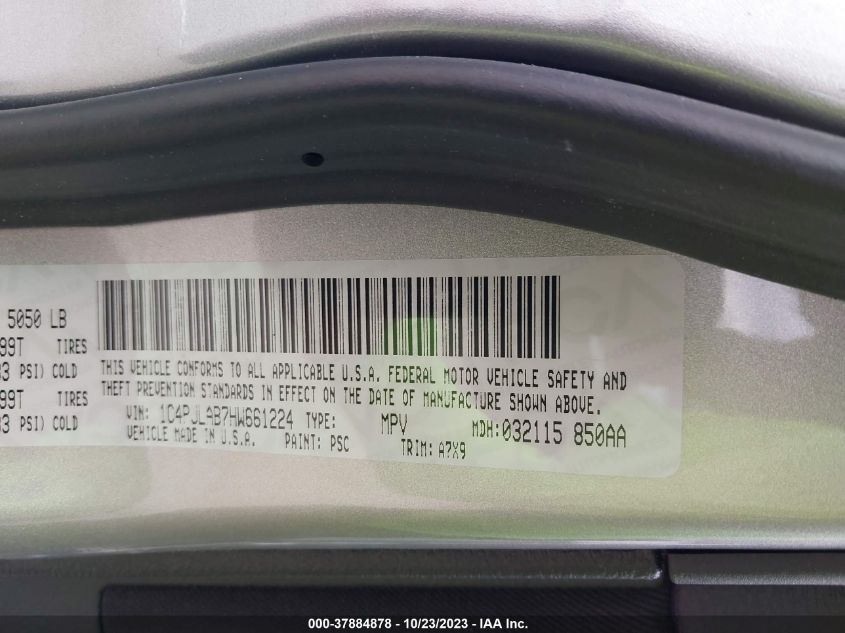 5050 LB
99T TIRES
33 PSI) COLD
99T TIRES
33 PSI) COLD
THIS VEHICLE CONFORMS TO ALL APPLICABLE U.S.A. FEDERAL MOTOR VEHICLE SAFETY AND
THEFT PREVENTION STANDARDS IN EFFECT ON THE DATE OF MANUFACTURE SHOWN ABOVE.
VIN: 1C4PJLAB7HW661224 TYPE: MPV MDH:032115 850AA
VEHICLE MADE IN U.S.A. PAINT: PSC TRIM: A7X9
000-37884878 - 10/23/2023 - IAA Inc.